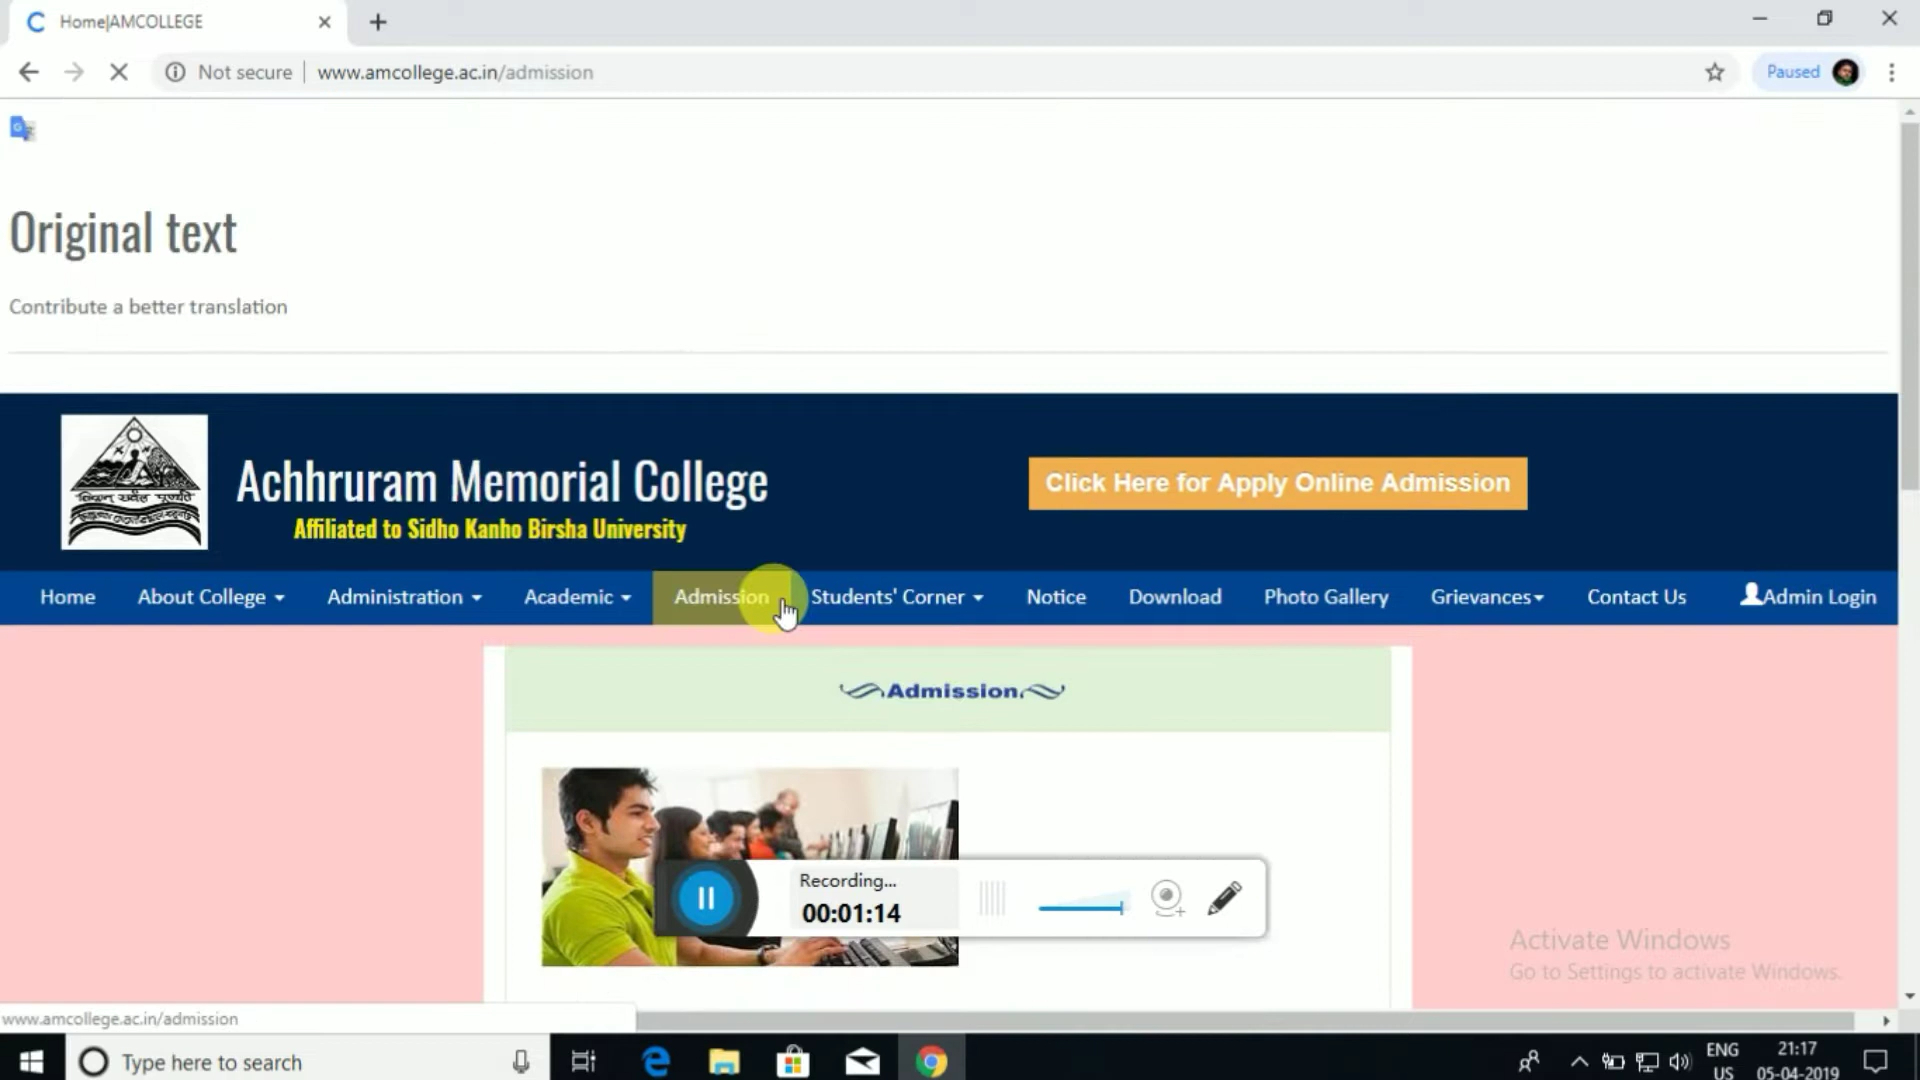 Home|AMCOLLEGE
Not secure
www.amcollege.ac.in/admission
Paused
Original text
Contribute a better translation
Achhruram Memorial College
Affiliated to Sidho Kanho Birsha University
Click Here for Apply Online Admission
Home
About College
Administration
Academic
Admission
Students' Corner
Notice
Download
Photo Gallery
Grievances
Contact Us
Admin Login
Admission
Recording...
00:01:14
Activate Windows
Go to Settings to activate Windows.
www.amcollege.ac.in/admission
Type here to search
ENG
US
21:17
05-04-2019